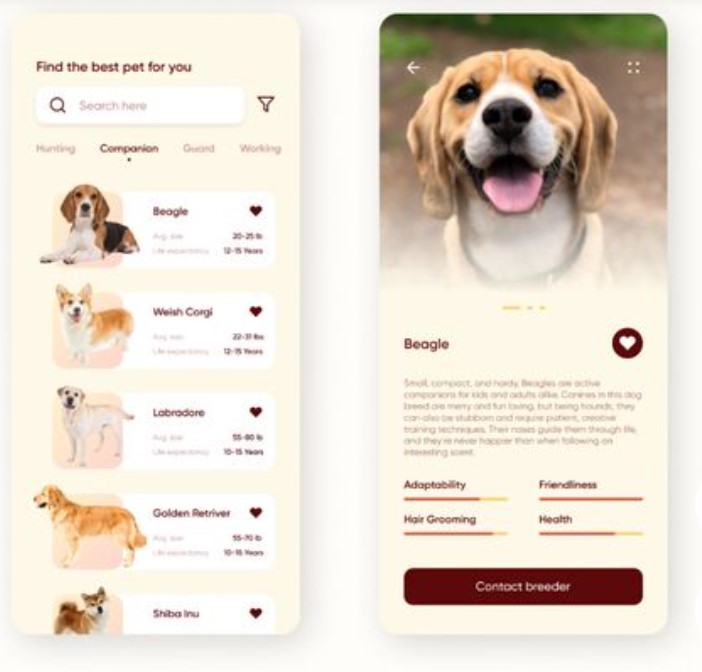 Find the best pet for you
Search here
Hunting Companion Guard Working
Beagle
Avg. size 20-25 lb
Life expectancy 12-15 Years
Welsh Corgi
Avg. size 22-31 lbs
Life expectancy 12-15 Years
Labradore
Avg. size 55-80 lb
Life expectancy 10-15 Years
Golden Retriver
Avg. size 55-70 lb
Life expectancy 10-15 Years
Shiba Inu
Beagle
Small, compact, and hardy, Beagles are active
companions for kids and adults alike. Canines in this dog
breed are merry and fun loving, but being hounds, they
can also be stubborn and require patient, creative
training techniques. Their noses guide them through life,
and they're never happier than when following an
interesting scent.
Adaptability Friendliness
Hair Grooming Health
Contact breeder